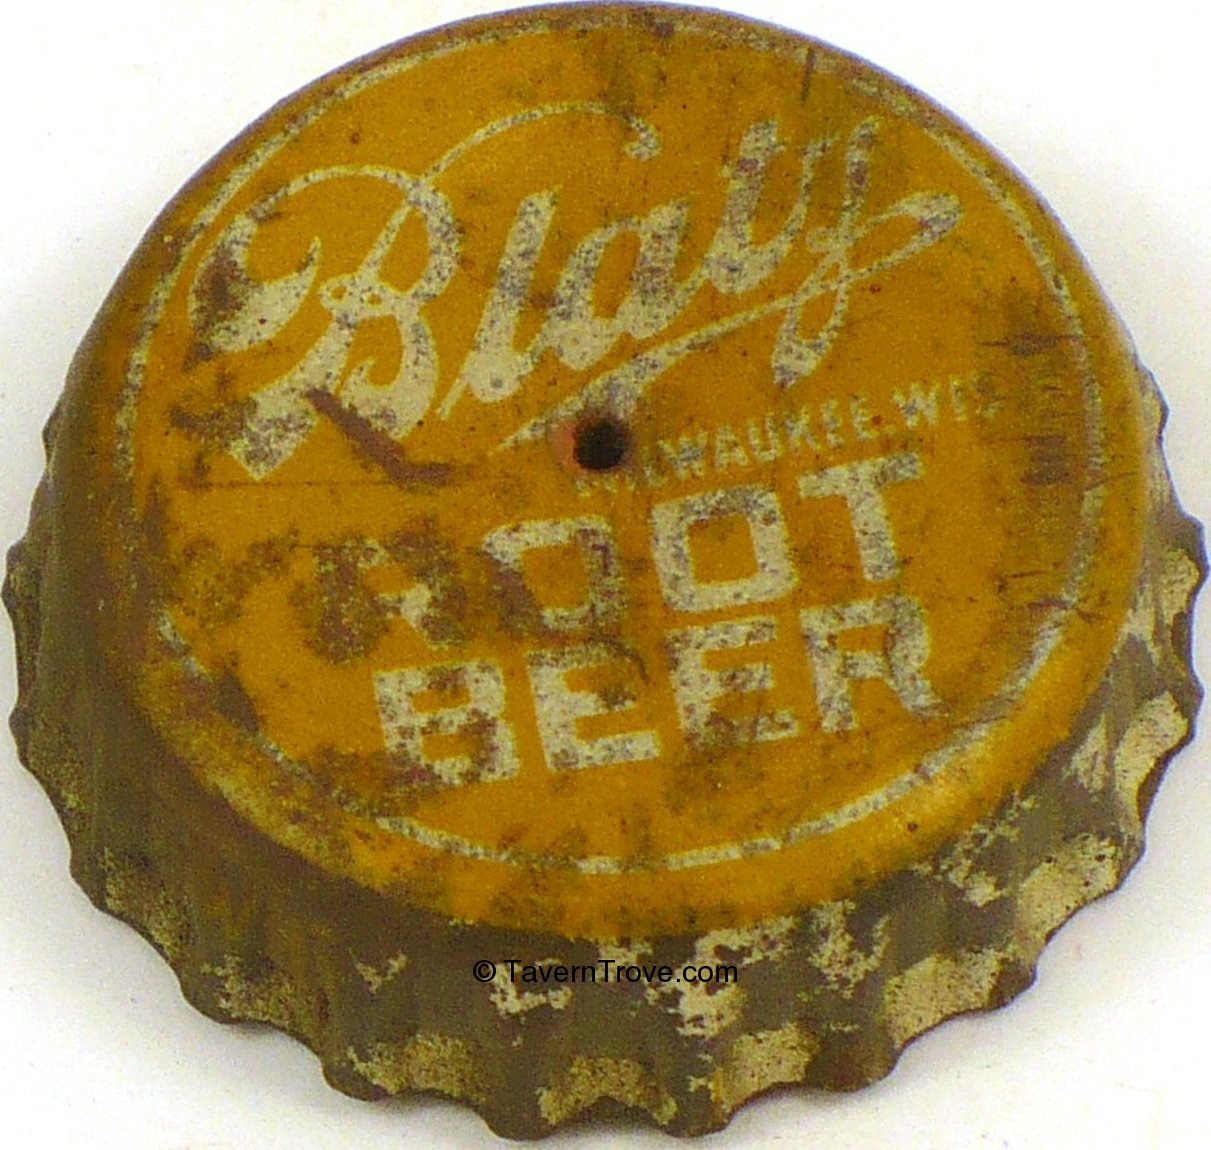 Blatz
MILWAUKEE, WIS
ROOT
BEER
© TavernTrove.com